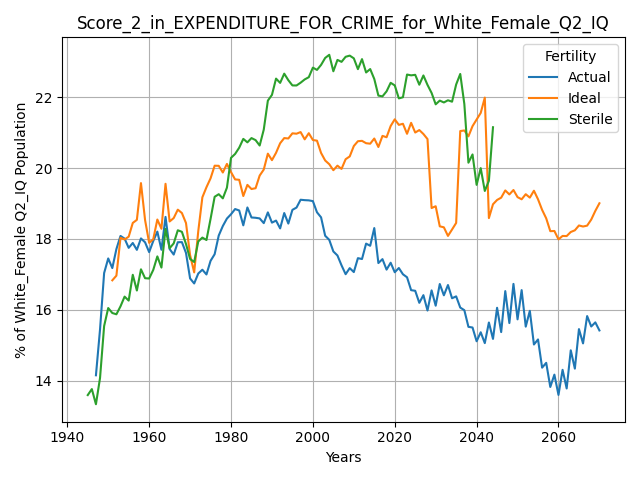 Score_2_in_EXPENDITURE_FOR_CRIME_for_White_Female_Q2_IQ
% of White_Female Q2_IQ Population
22
20
18
16
14
1940
1960
1980
2000
2020
2040
2060
Years
Fertility
Actual
Ideal
Sterile